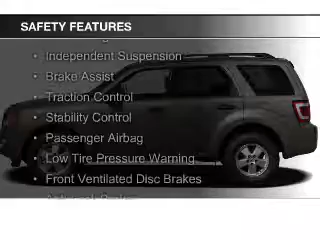 SAFETY FEATURES
• Independent Suspension
• Brake Assist
• Traction Control
• Stability Control
• Passenger Airbag
• Low Tire Pressure Warning
• Front Ventilated Disc Brakes